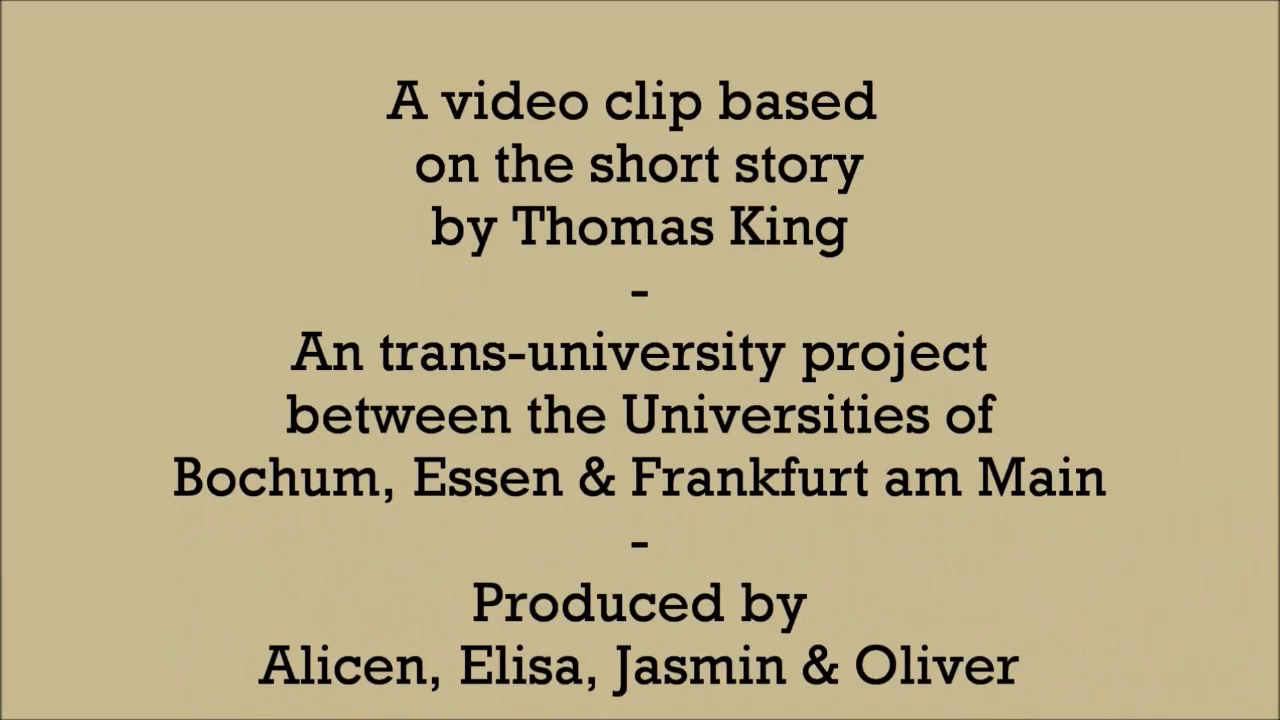 A video clip based
on the short story
by Thomas King
-
An trans-university project
between the Universities of
Bochum, Essen & Frankfurt am Main
-
Produced by
Alicen, Elisa, Jasmin & Oliver